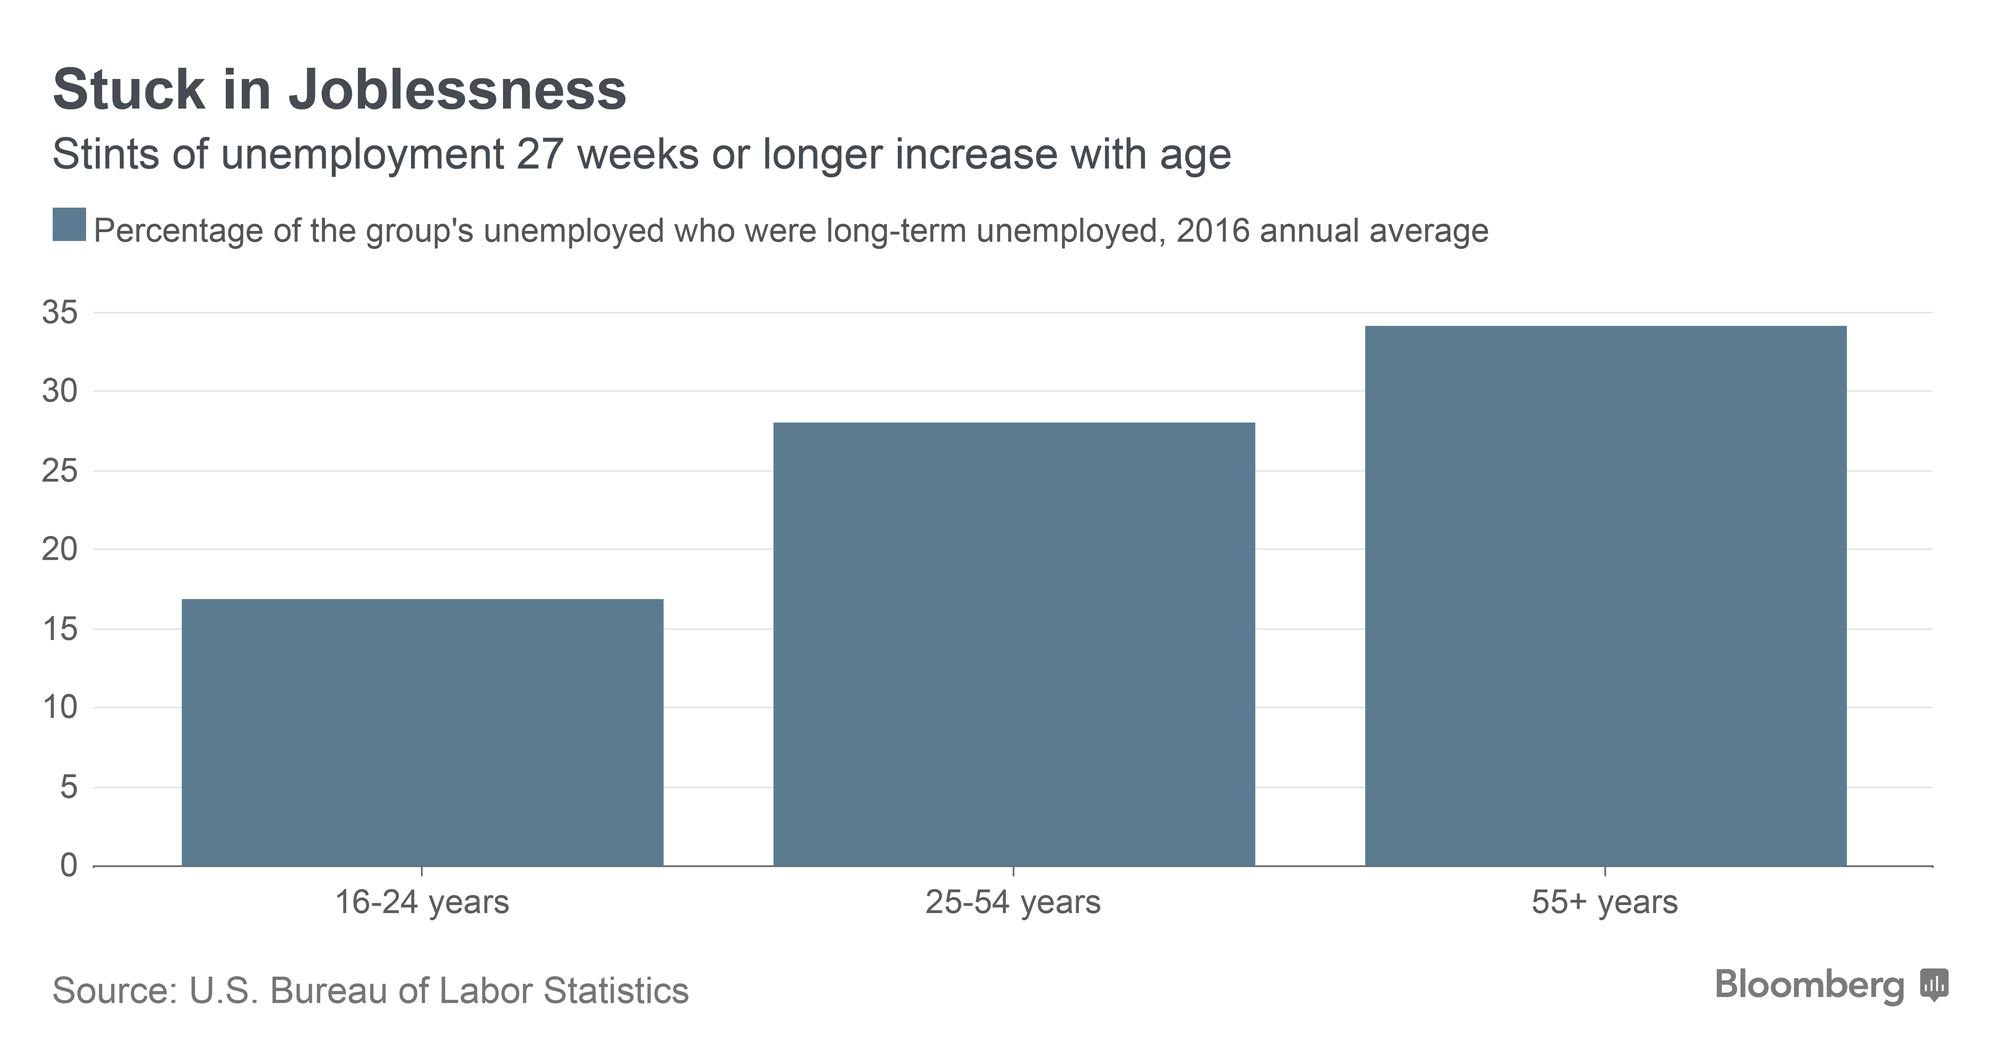 Stuck in Joblessness
Stints of unemployment 27 weeks or longer increase with age
Percentage of the group's unemployed who were long-term unemployed, 2016 annual average
35
30
25
20
15
10
5
0
16-24 years
25-54 years
55+ years
Source: U.S. Bureau of Labor Statistics
Bloomberg